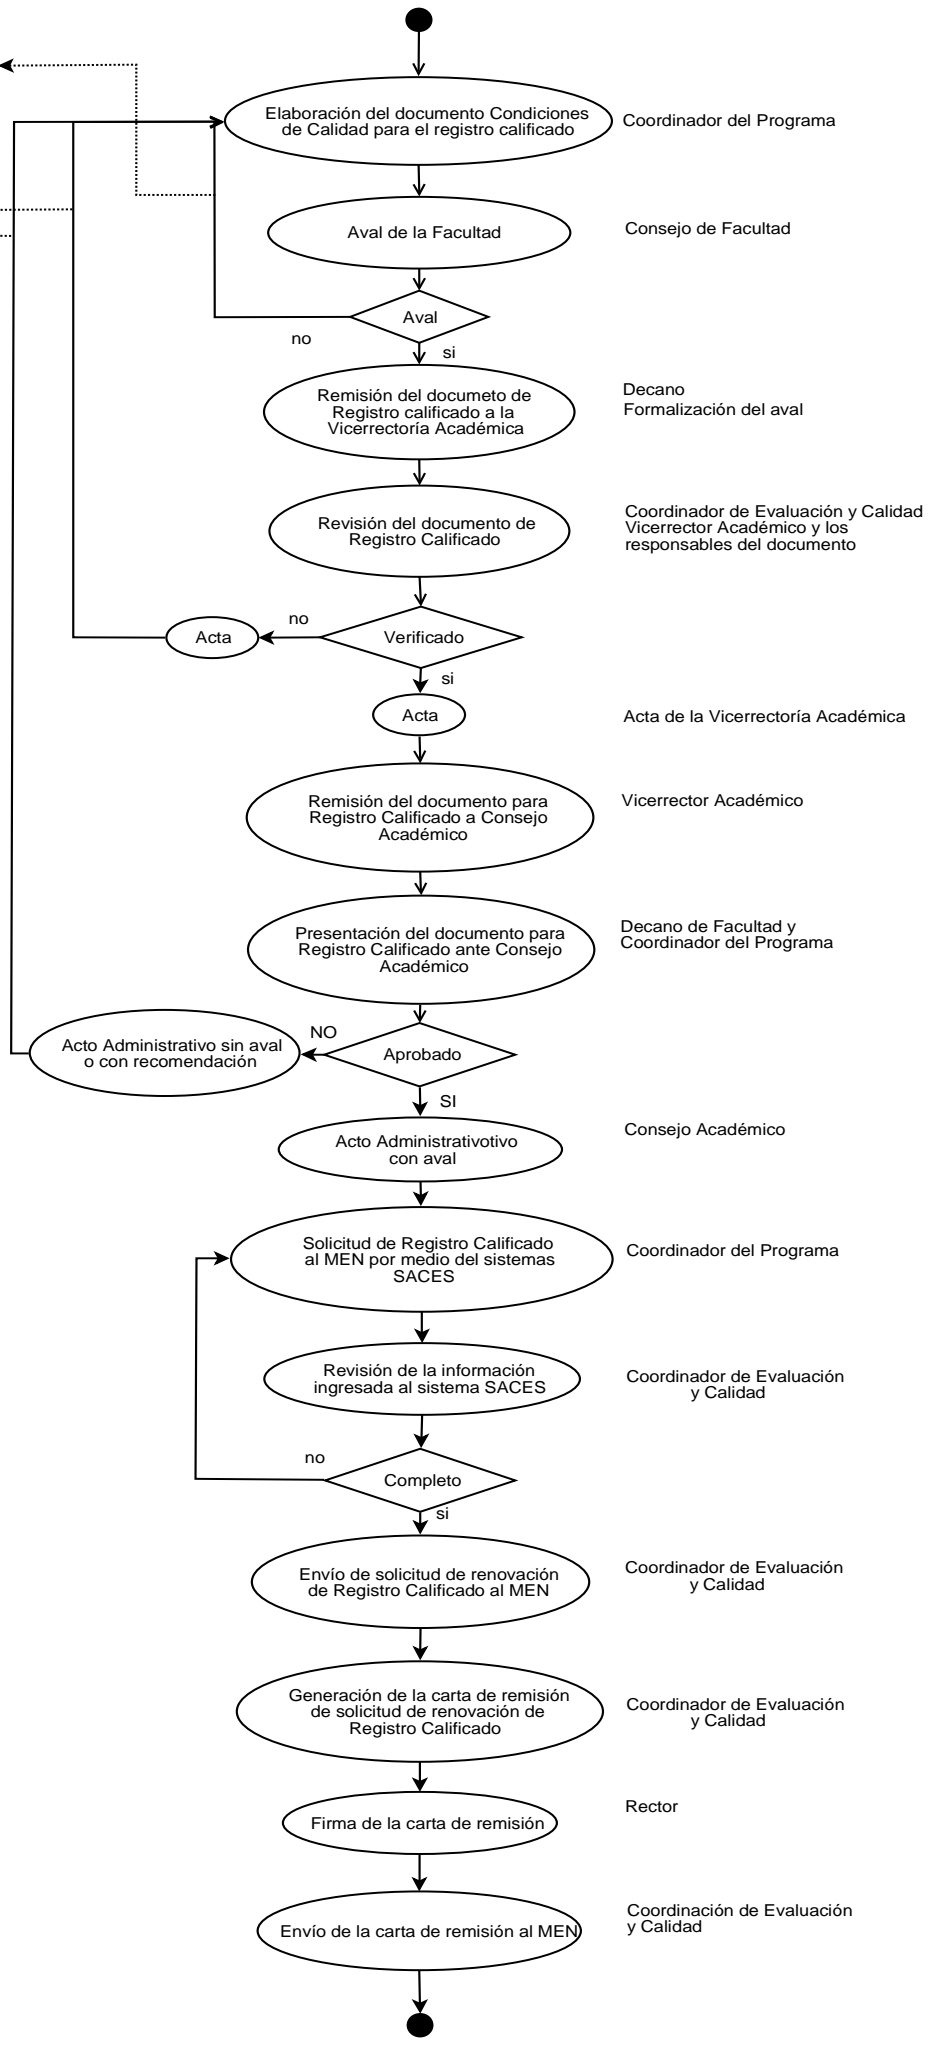 Elaboración del documento Condiciones
de Calidad para el registro calificado
Coordinador del Programa
Aval de la Facultad
Consejo de Facultad
Aval
no
si
Remisión del documeto de
Registro calificado a la
Vicerrectoría Académica
Decano
Formalización del aval
Revisión del documento de
Registro Calificado
Coordinador de Evaluación y Calidad
Vicerrector Académico y los
responsables del documento
Acta
no
Verificado
si
Acta
Acta de la Vicerrectoría Académica
Remisión del documento para
Registro Calificado a Consejo
Académico
Vicerrector Académico
Presentación del documento para
Registro Calificado ante Consejo
Académico
Decano de Facultad y
Coordinador del Programa
Acto Administrativo sin aval
o con recomendación
NO
Aprobado
SI
Acto Administrativotivo
con aval
Consejo Académico
Solicitud de Registro Calificado
al MEN por medio del sistemas
SACES
Coordinador del Programa
Revisión de la información
ingresada al sistema SACES
Coordinador de Evaluación
y Calidad
no
Completo
si
Envío de solicitud de renovación
de Registro Calificado al MEN
Coordinador de Evaluación
y Calidad
Generación de la carta de remisión
de solicitud de renovación de
Registro Calificado
Coordinador de Evaluación
y Calidad
Firma de la carta de remisión
Rector
Envío de la carta de remisión al MEN
Coordinación de Evaluación
y Calidad